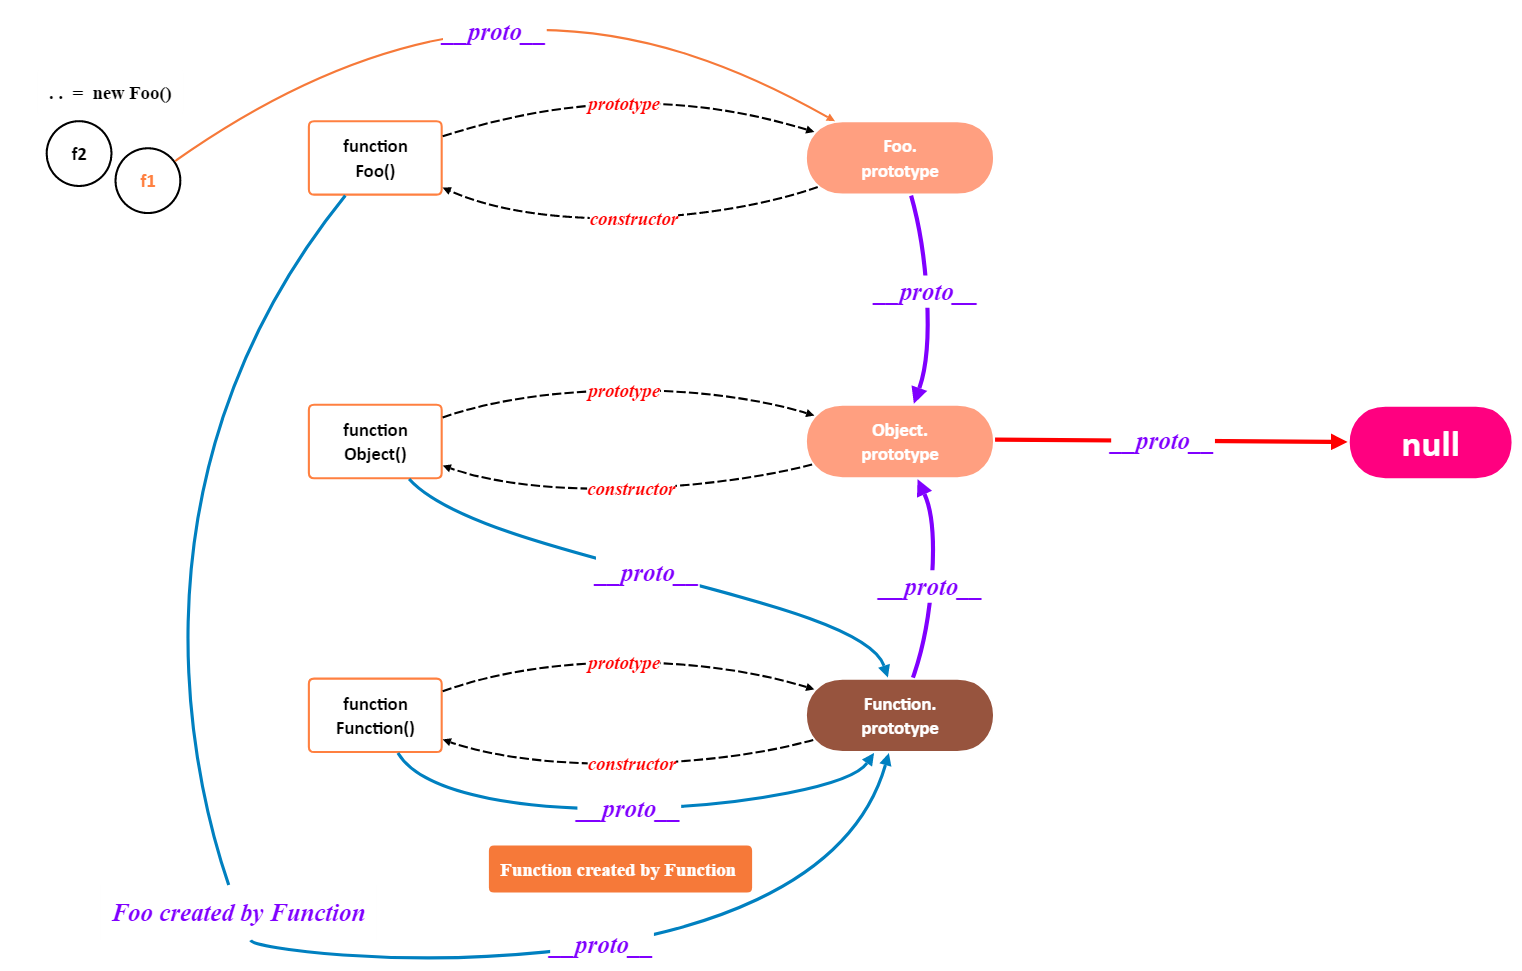 __proto__
. . = new Foo()
f2
f1
function
Foo()
prototype
constructor
Foo.
prototype
__proto__
function
Object()
prototype
constructor
Object.
prototype
__proto__
null
__proto__
__proto__
function
Function()
prototype
constructor
Function.
prototype
__proto__
Function created by Function
Foo created by Function
__proto__